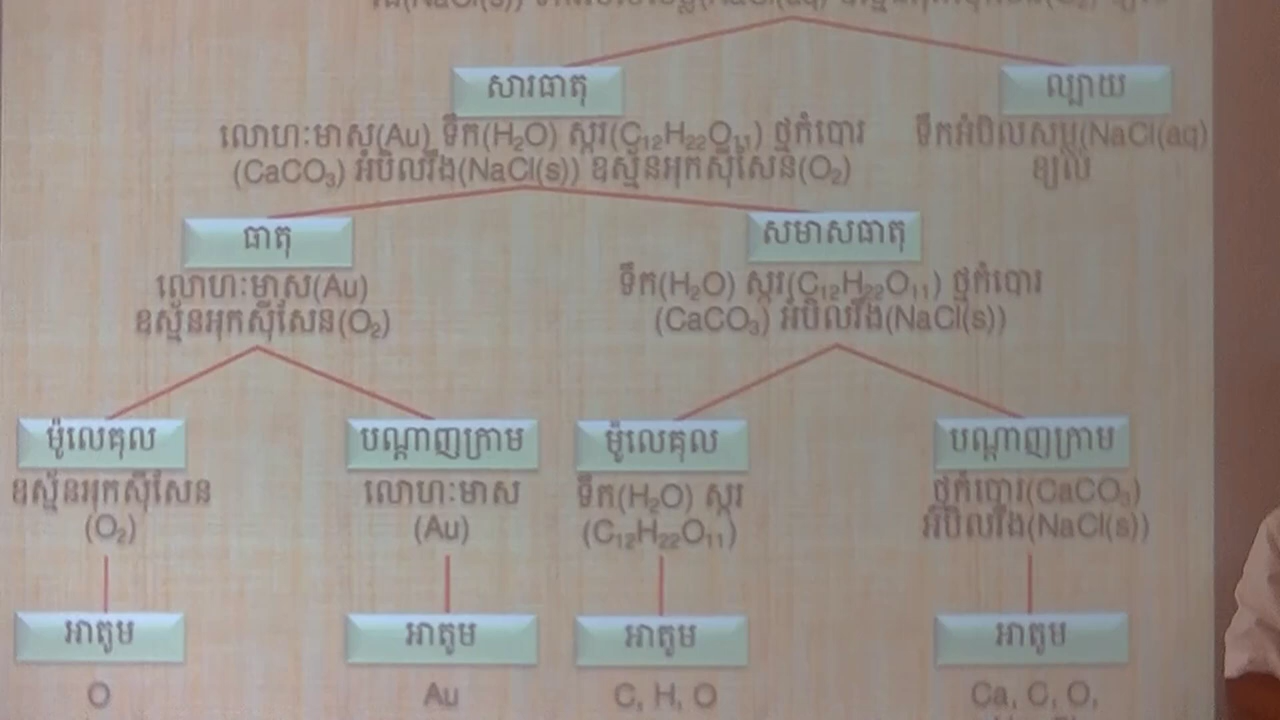 សារធាតុ
ល្បាយ
លោហៈមាស(Au) ទឹក(H₂O) ស្ករ(C₁₂H₂₂O₁₁) ថ្មកំបោរ
(CaCO₃) អំបិលរឹង(NaCl(s)) ឧស្ម័នអុកស៊ីសែន(O₂)
ទឹកអំបិលសម្ល(NaCl(aq)
ខ្យល់
ធាតុ
សមាសធាតុ
លោហៈមាស(Au)
ឧស្ម័នអុកស៊ីសែន(O₂)
ទឹក(H₂O) ស្ករ(C₁₂H₂₂O₁₁) ថ្មកំបោរ
(CaCO₃) អំបិលរឹង(NaCl(s))
ម៉ូលេគុល
បណ្តាញក្រាម
ម៉ូលេគុល
បណ្តាញក្រាម
ឧស្ម័នអុកស៊ីសែន
(O₂)
លោហៈមាស
(Au)
ទឹក(H₂O) ស្ករ
(C₁₂H₂₂O₁₁)
ថ្មកំបោរ(CaCO₃)
អំបិលរឹង(NaCl(s))
អាតូម
អាតូម
អាតូម
អាតូម
O
Au
C, H, O
Ca, C, O,